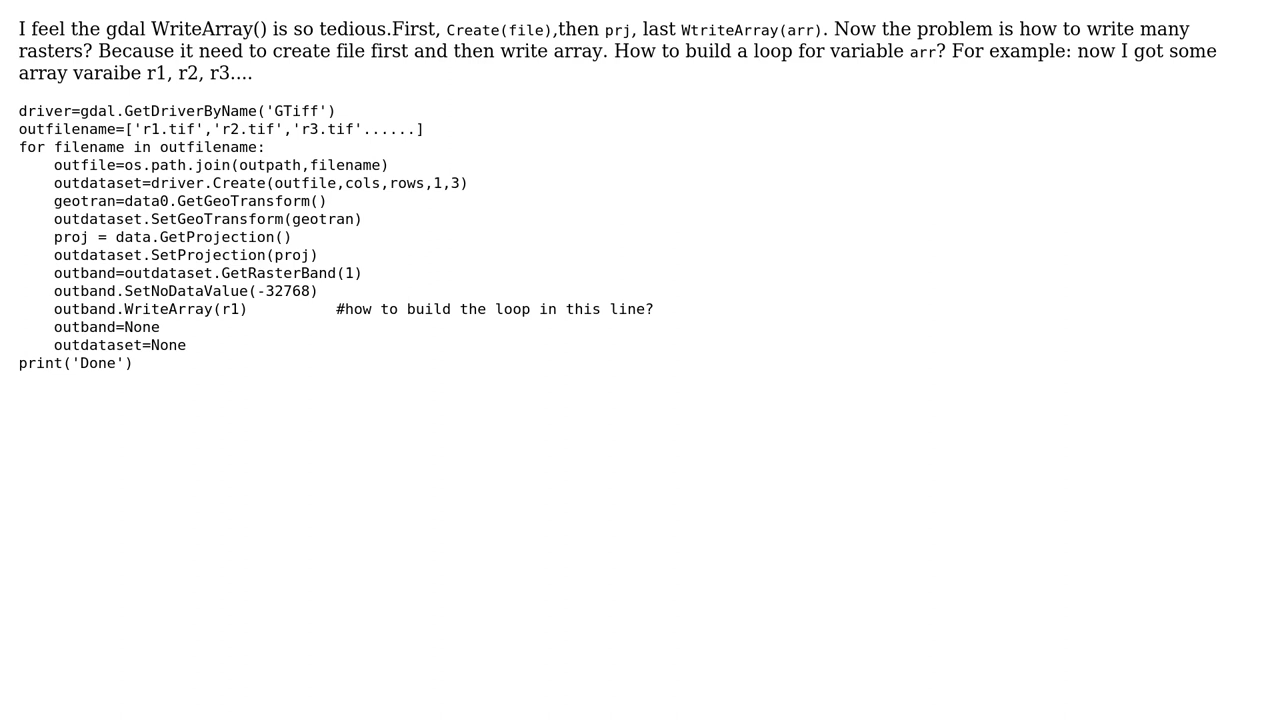 I feel the gdal WriteArray() is so tedious.First, Create(file),then prj, last WtriteArray(arr). Now the problem is how to write many
rasters? Because it need to create file first and then write array. How to build a loop for variable arr? For example: now I got some
array varaibe r1, r2, r3....
driver=gdal.GetDriverByName('GTiff')
outfilename=['r1.tif','r2.tif','r3.tif'......]
for filename in outfilename:
    outfile=os.path.join(outpath,filename)
    outdataset=driver.Create(outfile,cols,rows,1,3)
    geotran=data0.GetGeoTransform()
    outdataset.SetGeoTransform(geotran)
    proj = data.GetProjection()
    outdataset.SetProjection(proj)
    outband=outdataset.GetRasterBand(1)
    outband.SetNoDataValue(-32768)
    outband.WriteArray(r1)          #how to build the loop in this line?
    outband=None
    outdataset=None
print('Done')